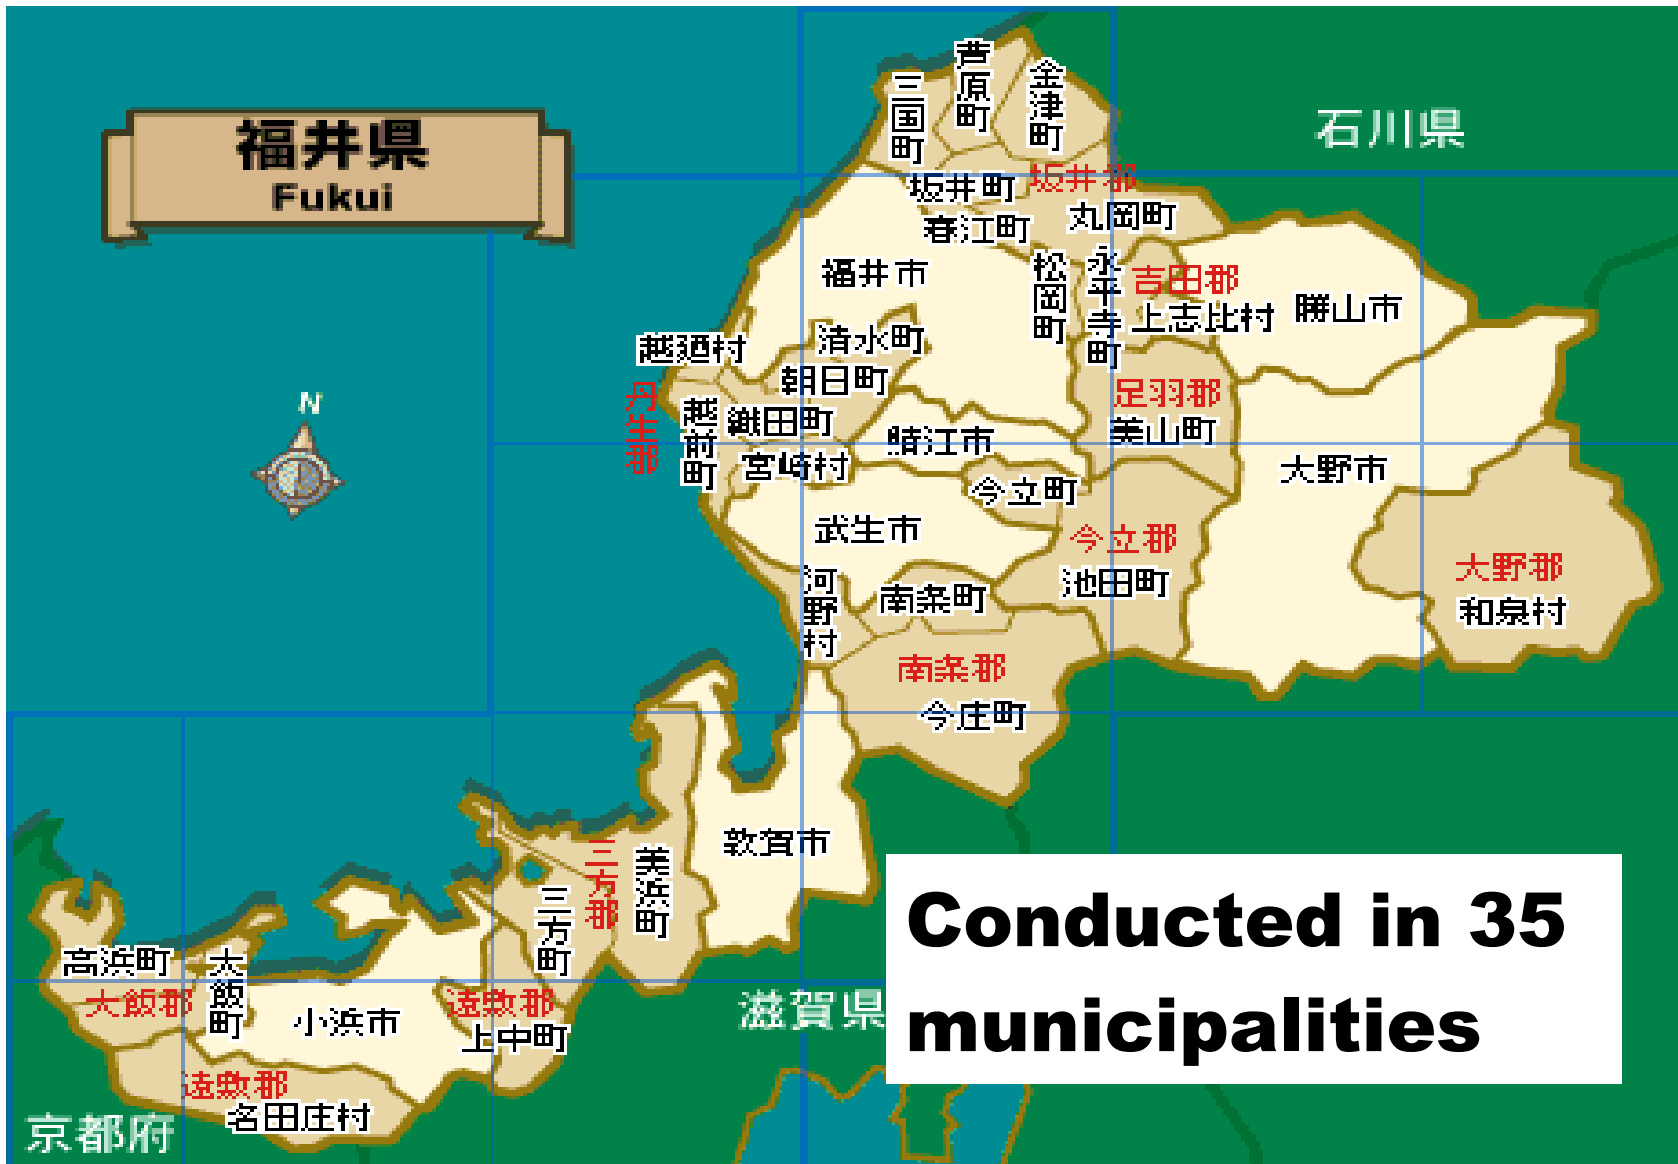 福井県
Fukui
石川県
芦原町
金津町
三国町
坂井町
坂井郡
丸岡町
春江町
福井市
松岡町
永平寺町
吉田郡
上志比村
勝山市
越廼村
清水町
朝日町
丹生郡
越前町
織田町
足羽郡
美山町
鯖江市
宮崎村
今立町
大野市
武生市
今立郡
池田町
大野郡
和泉村
河野村
南条町
南条郡
今庄町
N
敦賀市
三方郡
美浜町
三方町
高浜町
大飯町
大飯郡
小浜市
遠敷郡
上中町
遠敷郡
名田庄村
滋賀県
京都府
Conducted in 35
municipalities